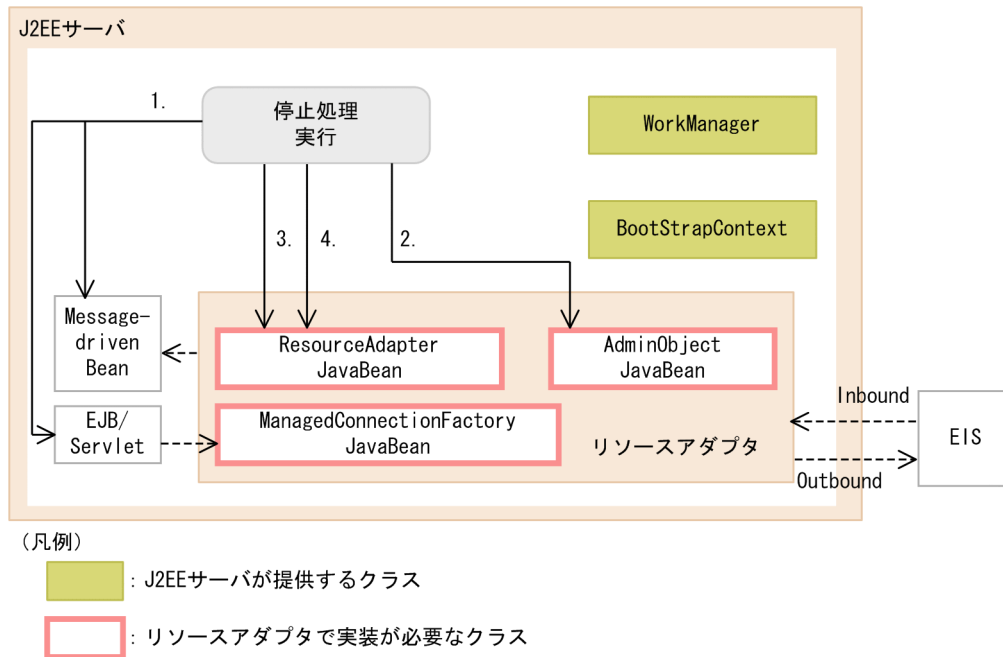 J2EEサーバ
1.
停止処理
実行
WorkManager
BootStrapContext
3.
4.
2.
Message-
driven
Bean
ResourceAdapter
JavaBean
AdminObject
JavaBean
EJB/
Servlet
ManagedConnectionFactory
JavaBean
リソースアダプタ
Inbound
EIS
Outbound
(凡例)
: J2EEサーバが提供するクラス
: リソースアダプタで実装が必要なクラス